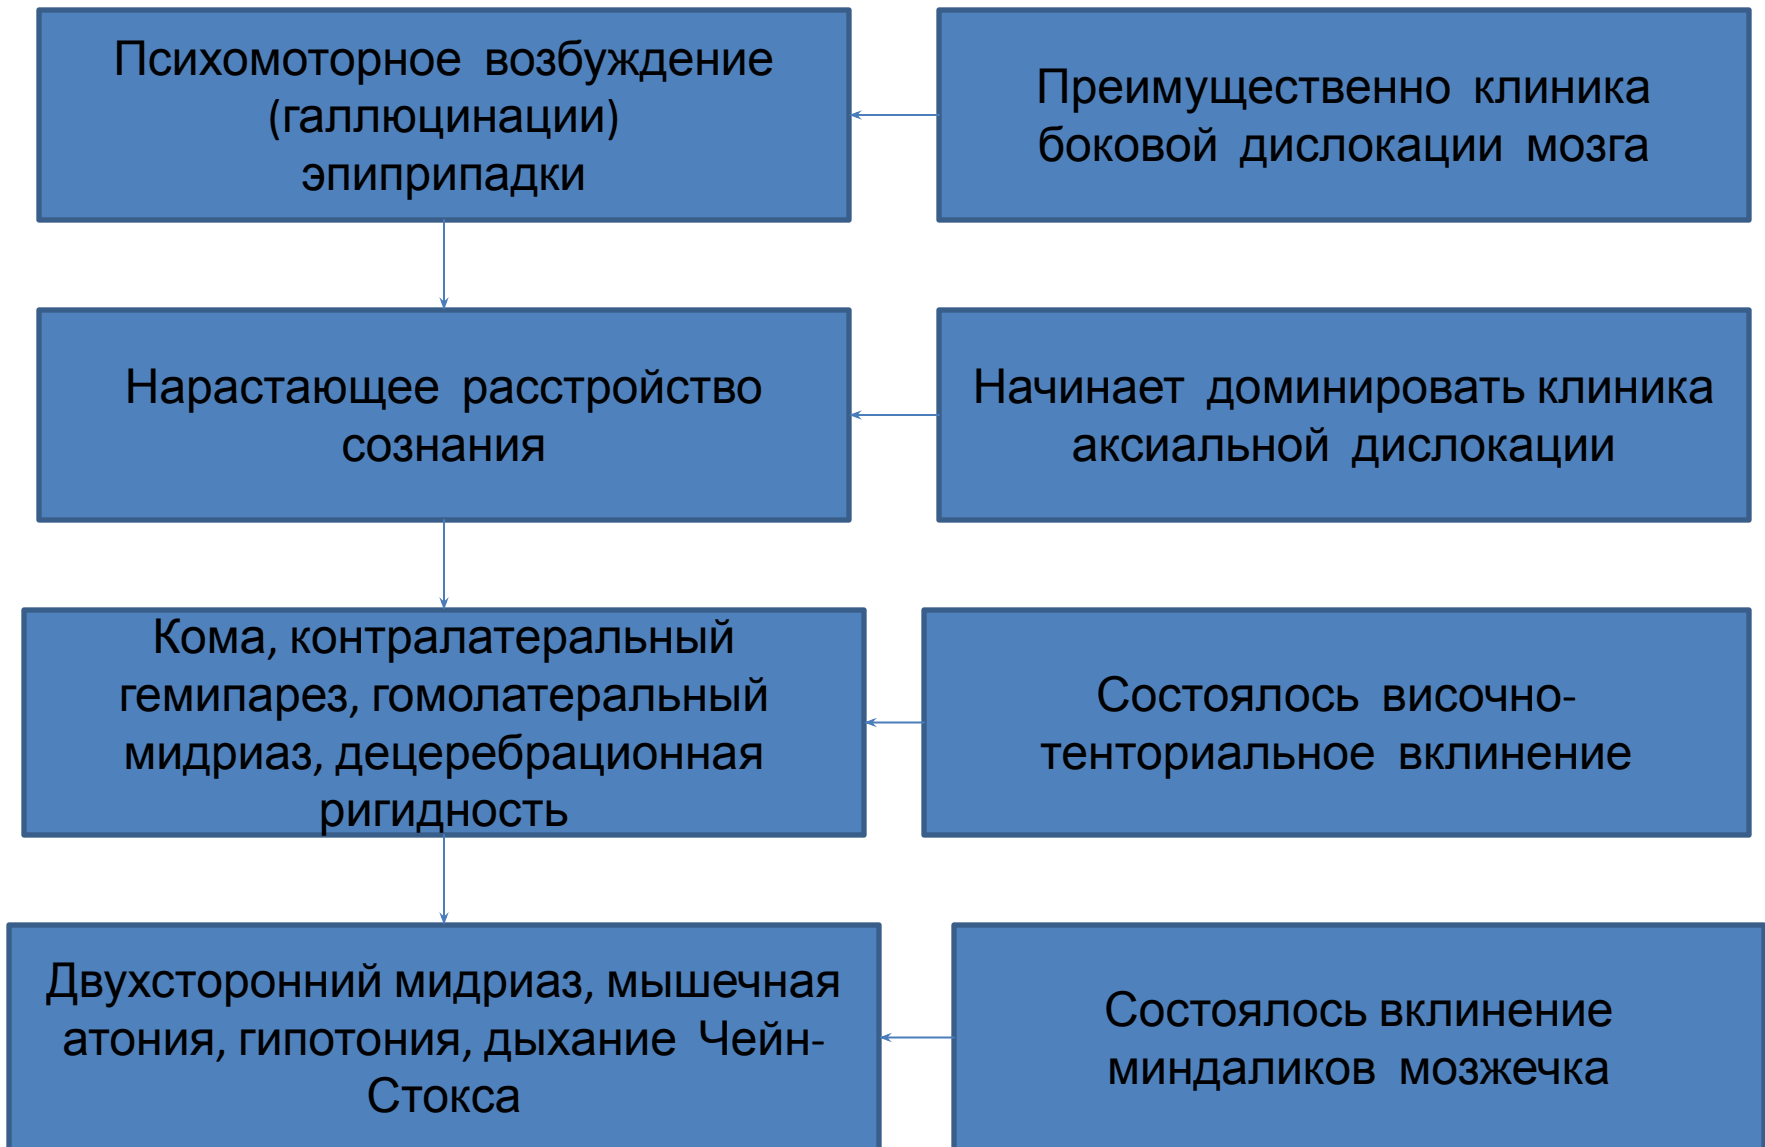 Психомоторное возбуждение
(галлюцинации)
эпиприпадки
Преимущественно клиника
боковой дислокации мозга
Нарастающее расстройство
сознания
Начинает доминировать клиника
аксиальной дислокации
Кома, контралатеральный
гемипарез, гомолатеральный
мидриаз, децеребрационная
ригидность
Состоялось височно-
тенториальное вклинение
Двухсторонний мидриаз, мышечная
атония, гипотония, дыхание Чейн-
Стокса
Состоялось вклинение
миндаликов мозжечка